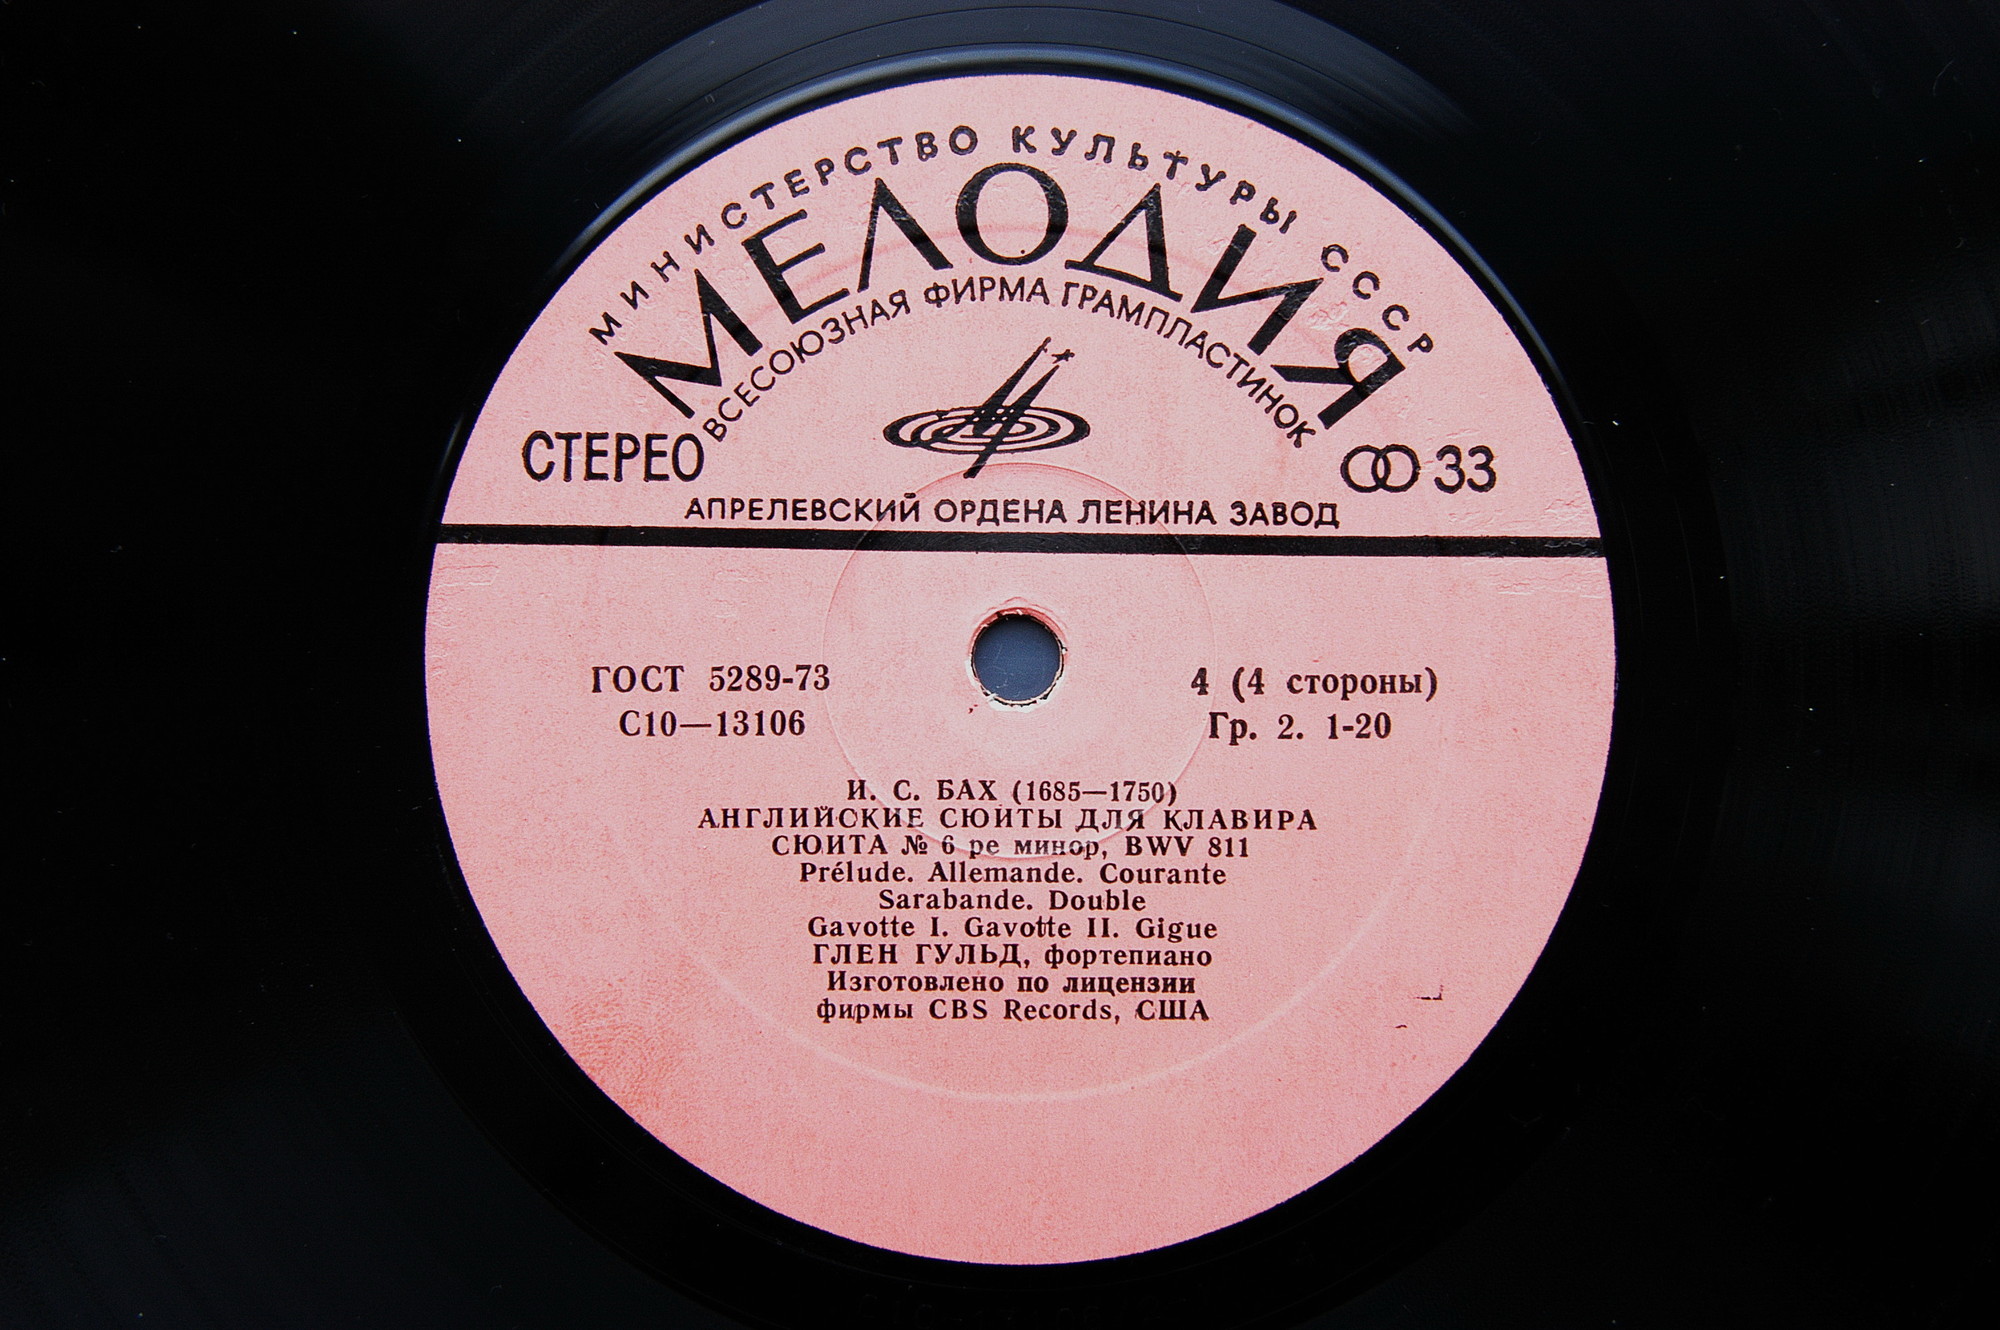 МИНИСТЕРСТВО КУЛЬТУРЫ СССР
МЕЛОДИЯ
ВСЕСОЮЗНАЯ ФИРМА ГРАМПЛАСТИНОК
СТЕРЕО
33
АПРЕЛЕВСКИЙ ОРДЕНА ЛЕНИНА ЗАВОД
ГОСТ 5289-73
4 (4 стороны)
С10—13106
Гр. 2. 1-20
И. С. БАХ (1685—1750)
АНГЛИЙСКИЕ СЮИТЫ ДЛЯ КЛАВИРА
СЮИТА № 6 ре минор, BWV 811
Prélude. Allemande. Courante
Sarabande. Double
Gavotte I. Gavotte II. Gigue
ГЛЕН ГУЛЬД, фортепиано
Изготовлено по лицензии
фирмы CBS Records, США